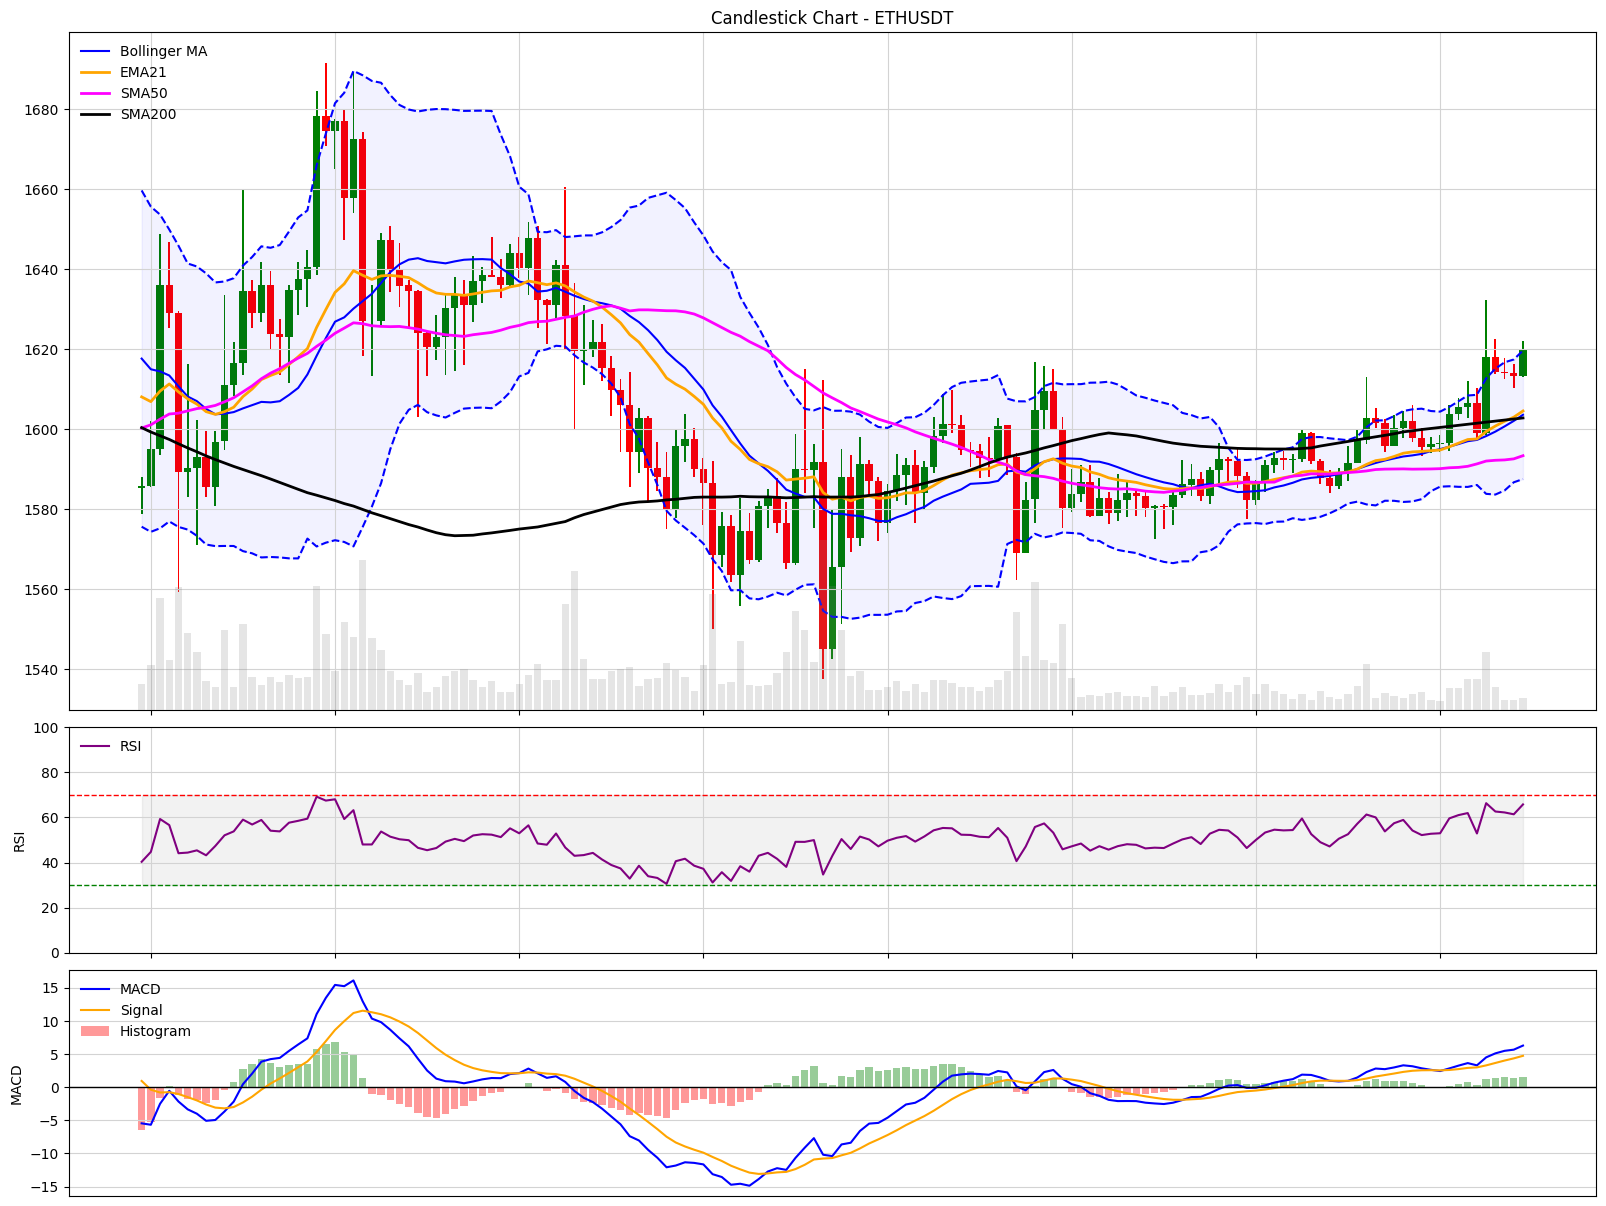 Candlestick Chart - ETHUSDT
Bollinger MA
EMA21
SMA50
SMA200
1680
1660
1640
1620
1600
1580
1560
1540
RSI
RSI
100
80
60
40
20
0
MACD
Signal
Histogram
MACD
15
10
5
0
−5
−10
−15